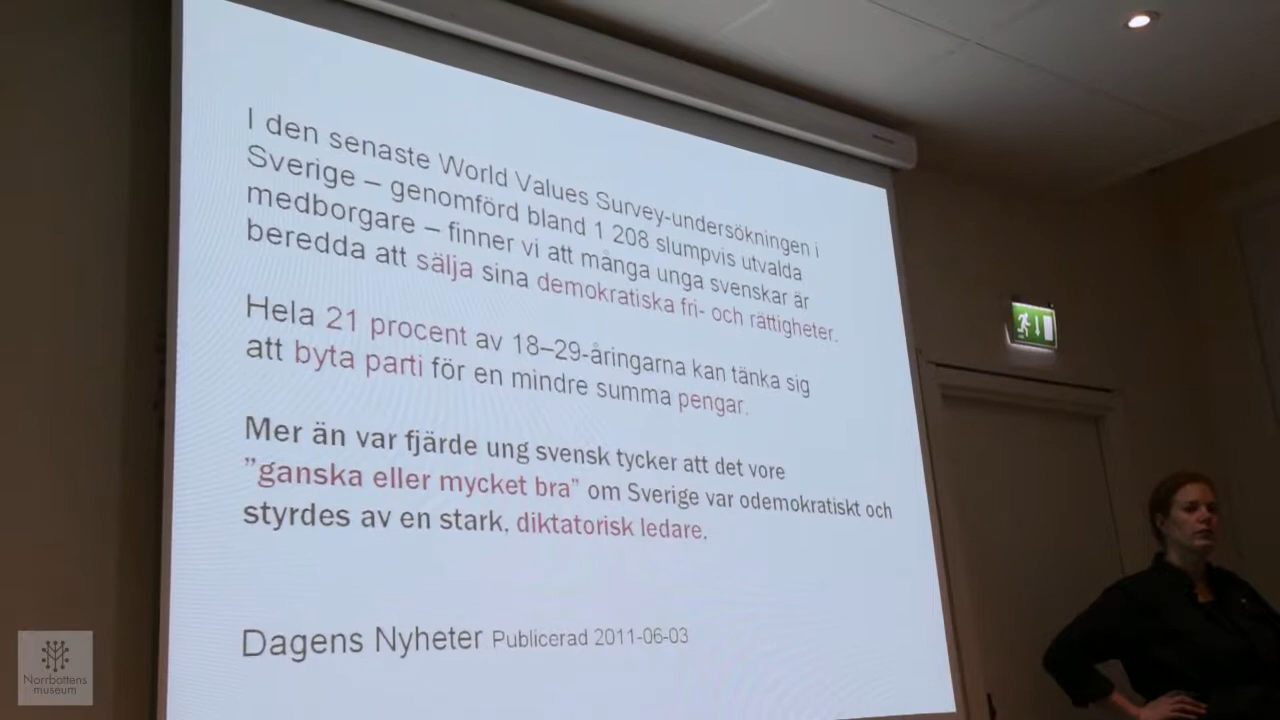 I den senaste World Values Survey-undersökningen i
Sverige – genomförd bland 1 208 slumpvis utvalda
medborgare – finner vi att många unga svenskar är
beredda att sälja sina demokratiska fri- och rättigheter.
Hela 21 procent av 18–29-åringarna kan tänka sig
att byta parti för en mindre summa pengar.
Mer än var fjärde ung svensk tycker att det vore
”ganska eller mycket bra” om Sverige var odemokratiskt och
styrdes av en stark, diktatorisk ledare.
Dagens Nyheter Publicerad 2011-06-03
Norrbottens
museum